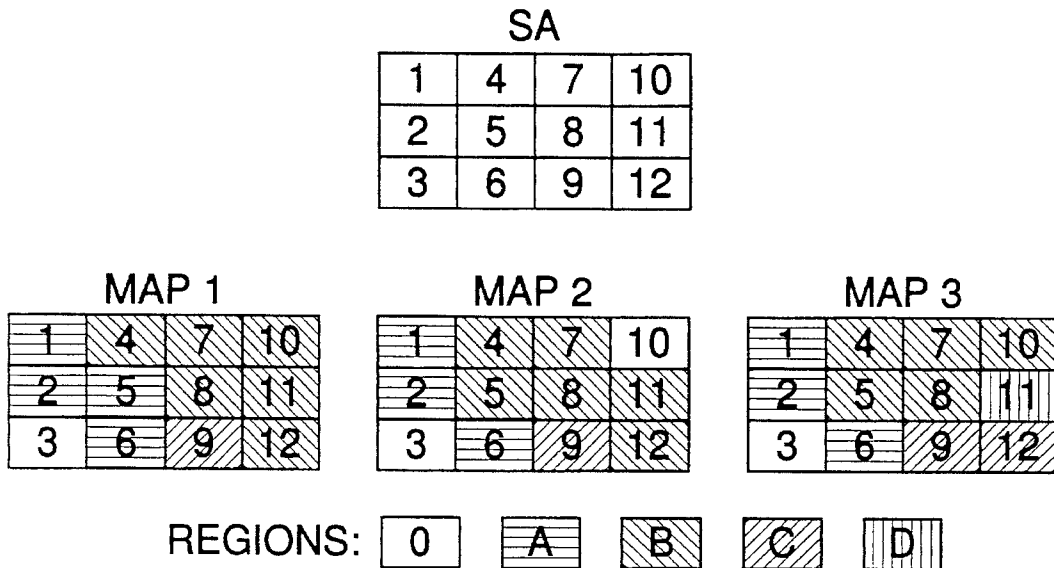 SA
1 4 7 10
2 5 8 11
3 6 9 12
MAP 1 MAP 2 MAP 3
1 4 7 10 1 4 7 10 1 4 7 10
2 5 8 11 2 5 8 11 2 5 8 11
3 6 9 12 3 6 9 12 3 6 9 12
REGIONS: 0 A B C D